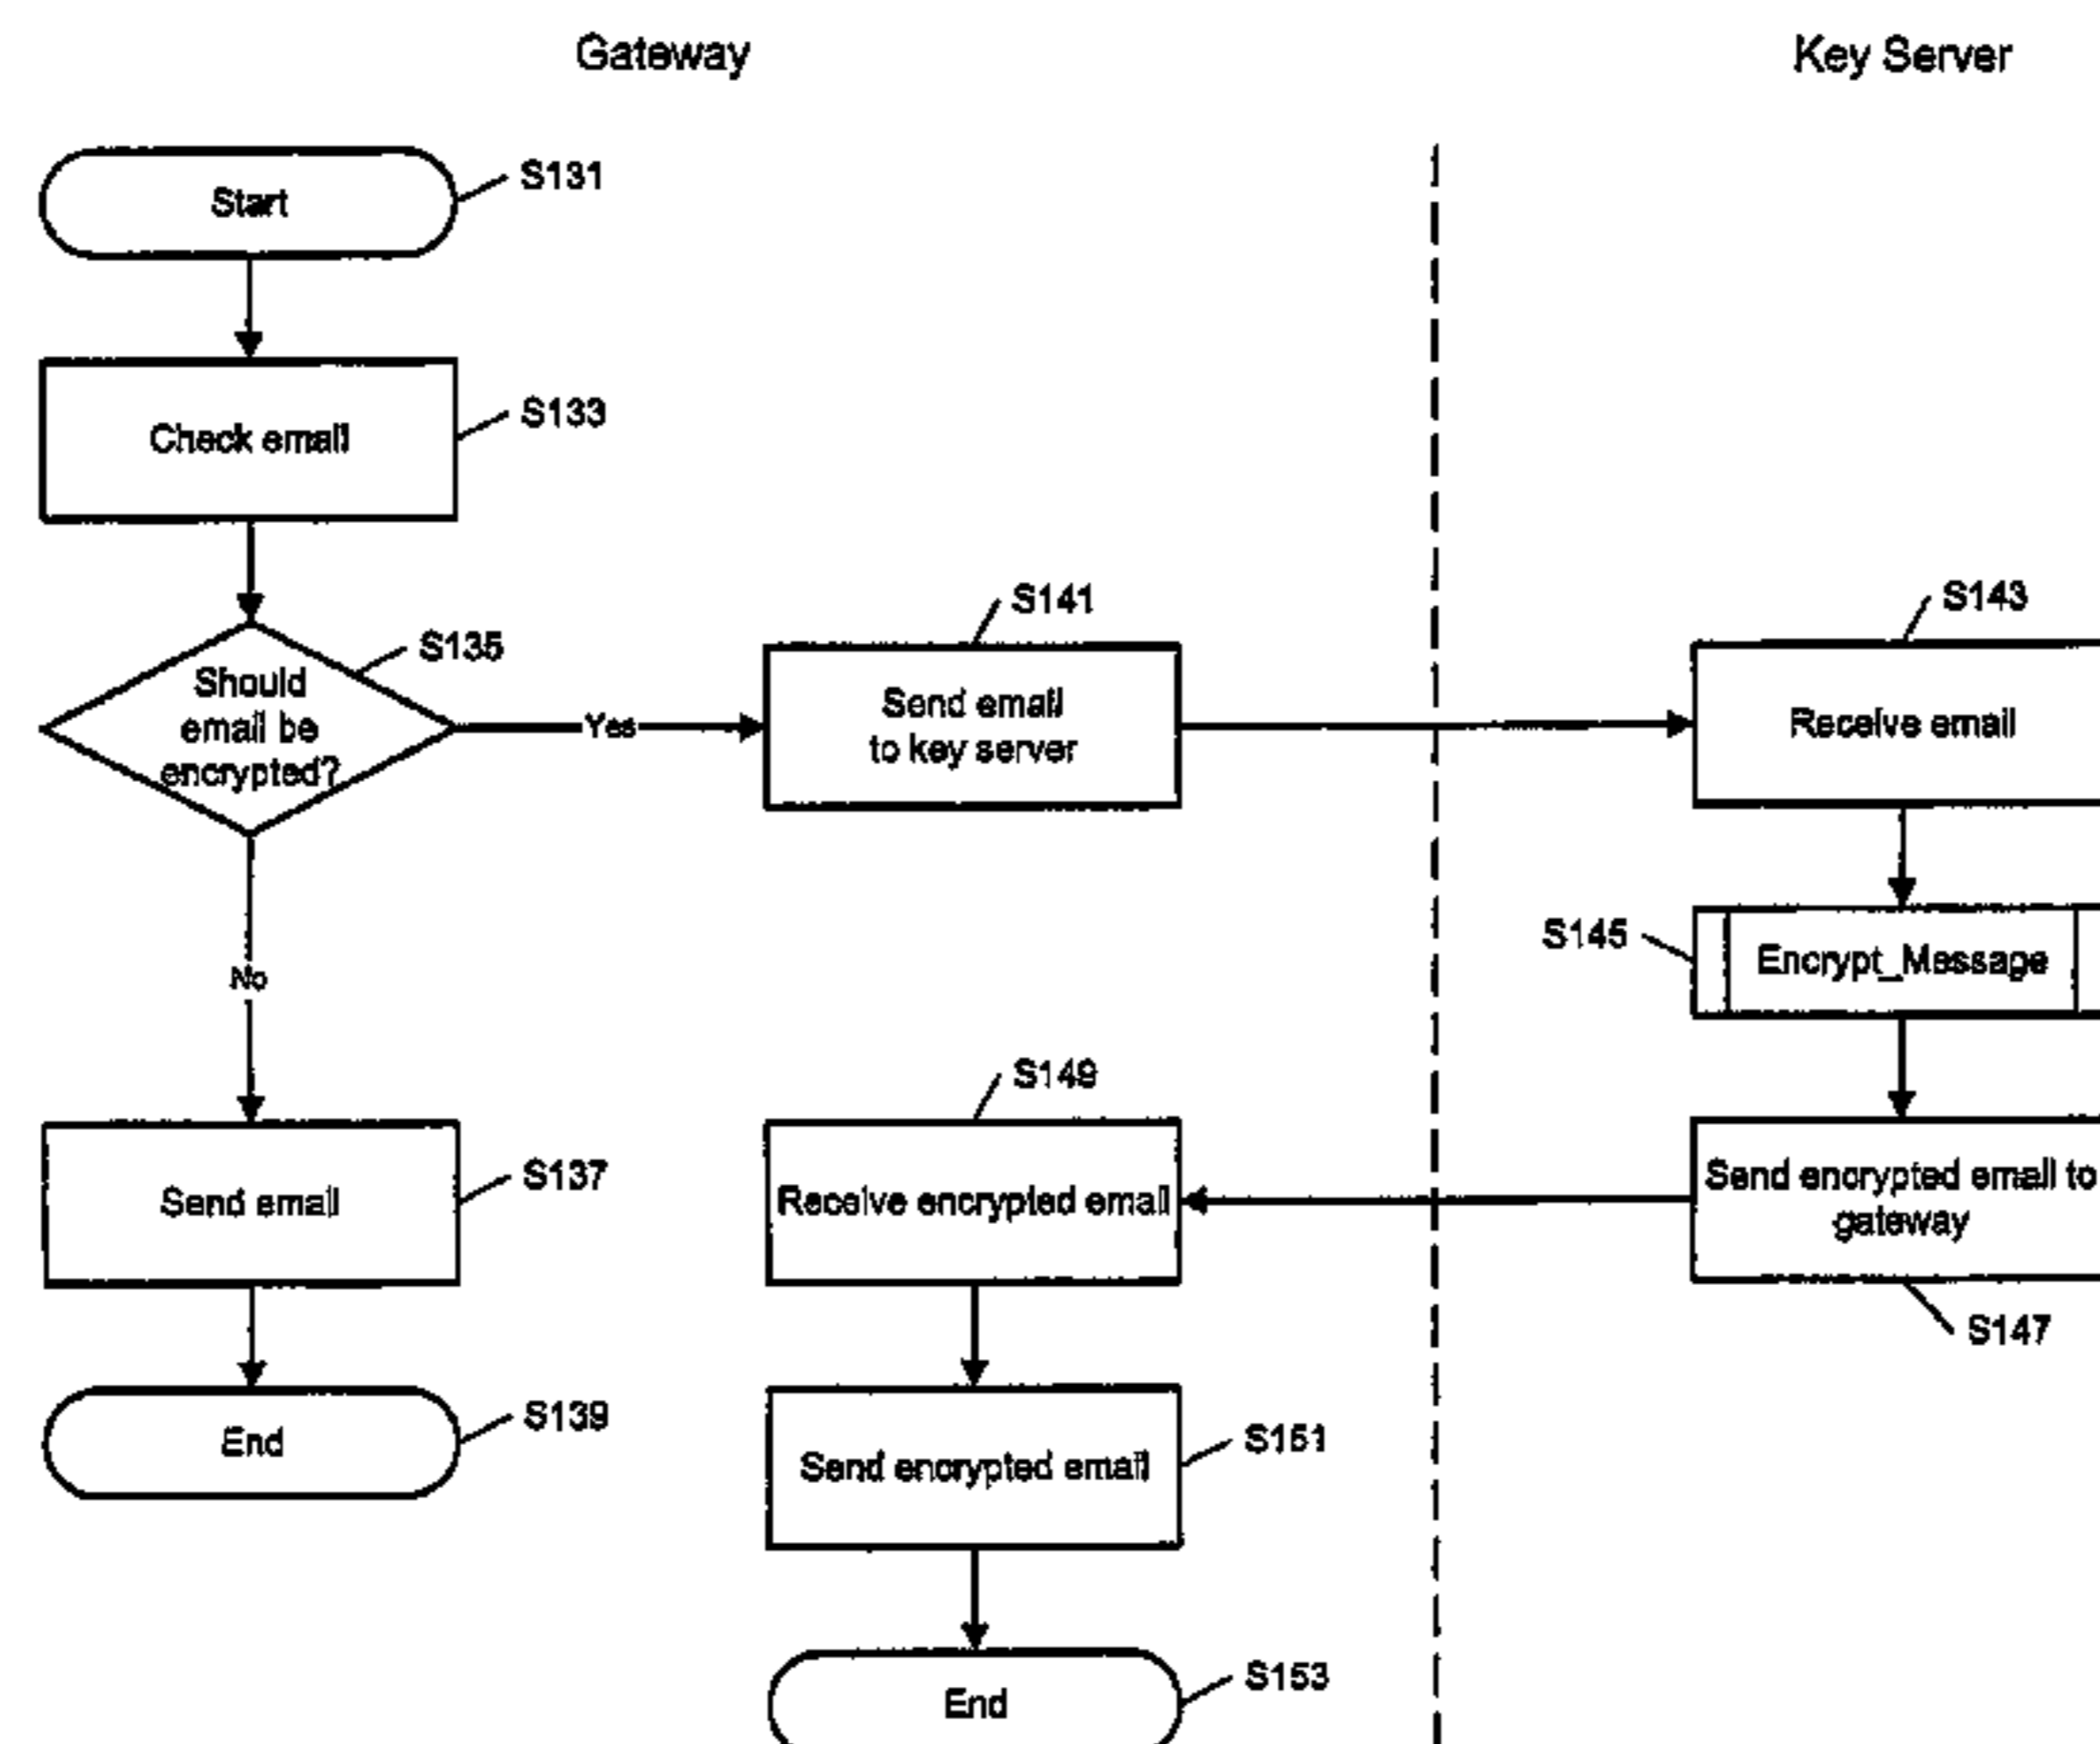 Gateway
Key Server
Start
S131
Check email
S133
Should
email be
encrypted?
S135
Yes
Send email
to key server
S141
Receive email
S143
Encrypt_Message
S145
No
Send email
S137
Receive encrypted email
S149
Send encrypted email to
gateway
S147
End
S139
Send encrypted email
S151
End
S153